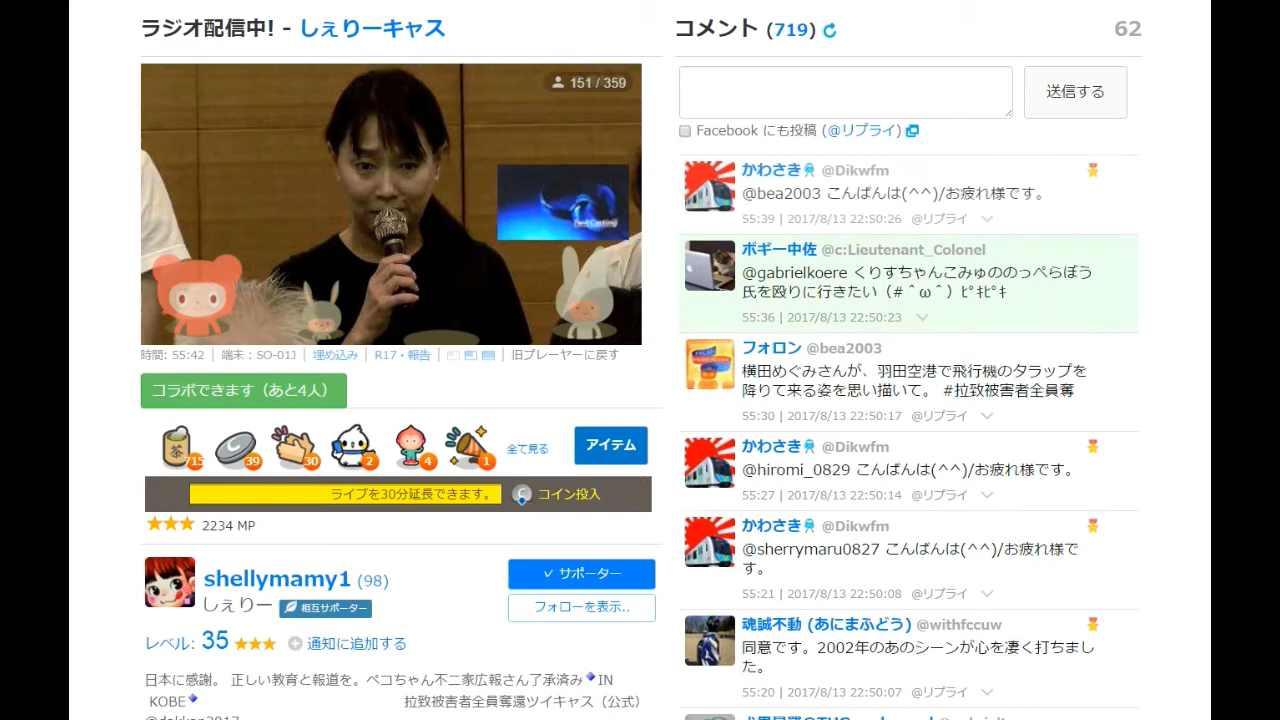 ラジオ配信中! - しぇりーキャス
151 / 359
TwitCasting
時間: 55:42 | 端末 : SO-01J | 埋め込み | R17・報告 | 旧プレーヤーに戻す
コラボできます（あと4人）
茶 715 C 39 30 2 4 1 全て見る アイテム
ライブを30分延長できます。 C コイン投入
★★★ 2234 MP
shellymamy1 (98)
しぇりー 相互サポーター
✓ サポーター
フォローを表示..
レベル: 35 ★★★ 通知に追加する
日本に感謝。 正しい教育と報道を。ペコちゃん不二家広報さん了承済み🔹IN
KOBE🔹 拉致被害者全員奪還ツイキャス（公式）
@dakkan2017
コメント (719) 62
送信する
Facebook にも投稿 (@リプライ)
かわさき @Dikwfm
@bea2003 こんばんは(^^)/お疲れ様です。
55:39 | 2017/8/13 22:50:26 @リプライ
ボギー中佐 @c:Lieutenant_Colonel
@gabrielkoere くりすちゃんこみゅののっぺらぼう
氏を殴りに行きたい（#＾ω＾）ﾋﾟｷﾋﾟｷ
55:36 | 2017/8/13 22:50:23
フォロン @bea2003
横田めぐみさんが、羽田空港で飛行機のタラップを
降りて来る姿を思い描いて。 #拉致被害者全員奪
55:30 | 2017/8/13 22:50:17 @リプライ
かわさき @Dikwfm
@hiromi_0829 こんばんは(^^)/お疲れ様です。
55:27 | 2017/8/13 22:50:14 @リプライ
かわさき @Dikwfm
@sherrymaru0827 こんばんは(^^)/お疲れ様で
す。
55:21 | 2017/8/13 22:50:08 @リプライ
魂誠不動 (あにまふどう) @withfccuw
同意です。2002年のあのシーンが心を凄く打ちまし
た。
55:20 | 2017/8/13 22:50:07 @リプライ